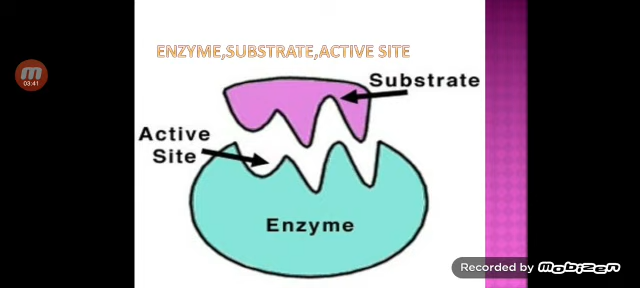 ENZYME,SUBSTRATE,ACTIVE SITE
03:41
Substrate
Active
Site
Enzyme
Recorded by MOBIZEN